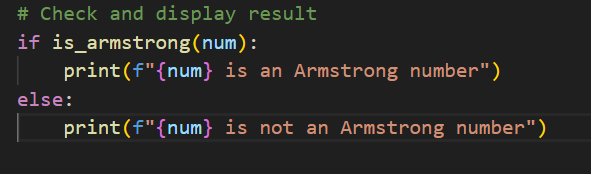 # Check and display result
if is_armstrong(num):
    print(f"{num} is an Armstrong number")
else:
    print(f"{num} is not an Armstrong number")